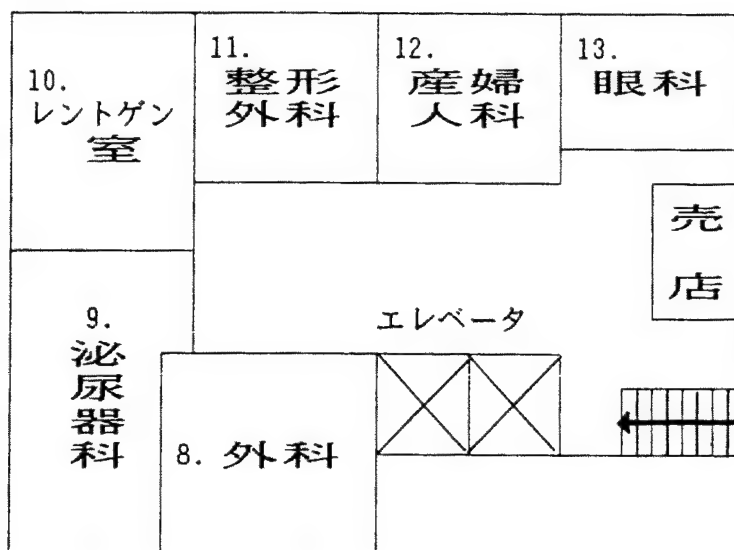 10.
レントゲン
室
11.
整形
外科
12.
産婦
人科
13.
眼科
売
店
エレベータ
9.
泌
尿
器
科
8. 外科